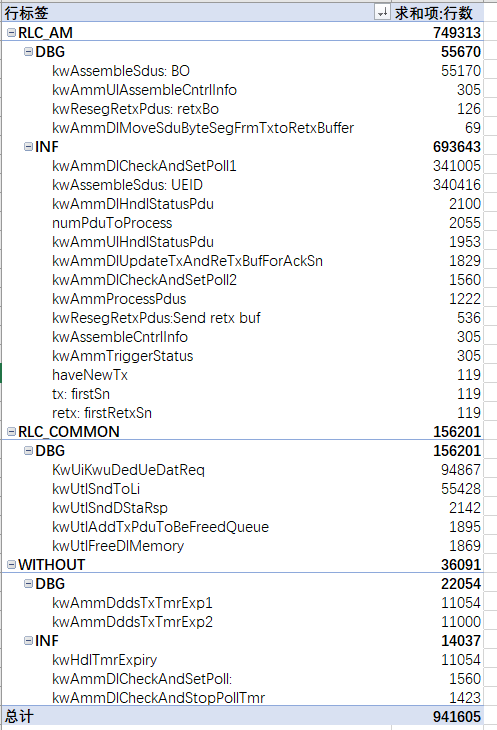 行标签 求和项:行数
RLC_AM 749313
DBG 55670
kwAssembleSdus: BO 55170
kwAmmUlAssembleCntrlInfo 305
kwResegRetxPdus: retxBo 126
kwAmmDlMoveSduByteSegFrmTxtoRetxBuffer 69
INF 693643
kwAmmDlCheckAndSetPoll1 341005
kwAssembleSdus: UEID 340416
kwAmmDlHndlStatusPdu 2100
numPduToProcess 2055
kwAmmUlHndlStatusPdu 1953
kwAmmDlUpdateTxAndReTxBufForAckSn 1829
kwAmmDlCheckAndSetPoll2 1560
kwAmmProcessPdus 1222
kwResegRetxPdus:Send retx buf 536
kwAssembleCntrlInfo 305
kwAmmTriggerStatus 305
haveNewTx 119
tx: firstSn 119
retx: firstRetxSn 119
RLC_COMMON 156201
DBG 156201
KwUiKwuDedUeDatReq 94867
kwUtlSndToLi 55428
kwUtlSndDStaRsp 2142
kwUtlAddTxPduToBeFreedQueue 1895
kwUtlFreeDlMemory 1869
WITHOUT 36091
DBG 22054
kwAmmDddsTxTmrExp1 11054
kwAmmDddsTxTmrExp2 11000
INF 14037
kwHdlTmrExpiry 11054
kwAmmDlCheckAndSetPoll: 1560
kwAmmDlCheckAndStopPollTmr 1423
总计 941605